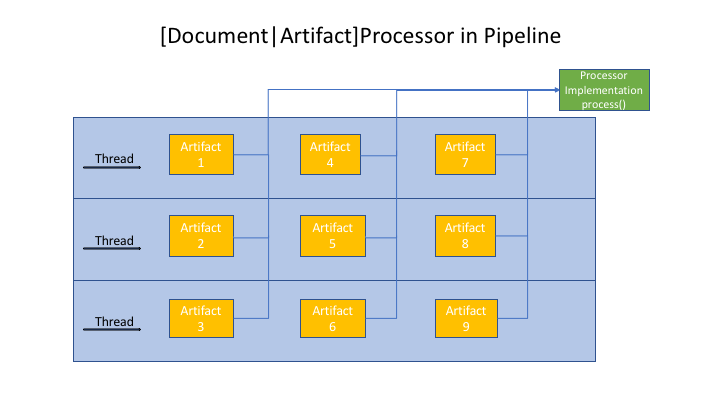 [Document|Artifact]Processor in Pipeline
Processor
Implementation
process()
Thread
Artifact
1
Artifact
4
Artifact
7
Thread
Artifact
2
Artifact
5
Artifact
8
Thread
Artifact
3
Artifact
6
Artifact
9